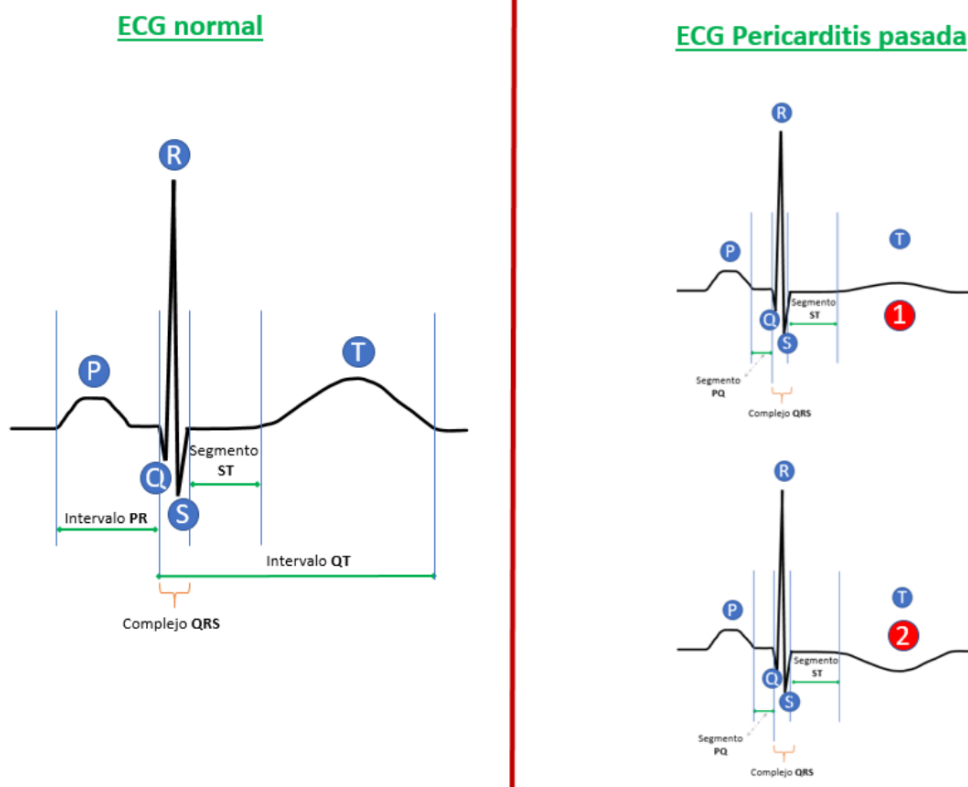 ECG normal
R
P
T
Q
S
Segmento
ST
Intervalo PR
Intervalo QT
Complejo QRS
ECG Pericarditis pasada
R
P
T
1
Segmento
ST
Q
S
Segmento
PQ
Complejo QRS
R
P
T
2
Segmento
ST
Q
S
Segmento
PQ
Complejo QRS